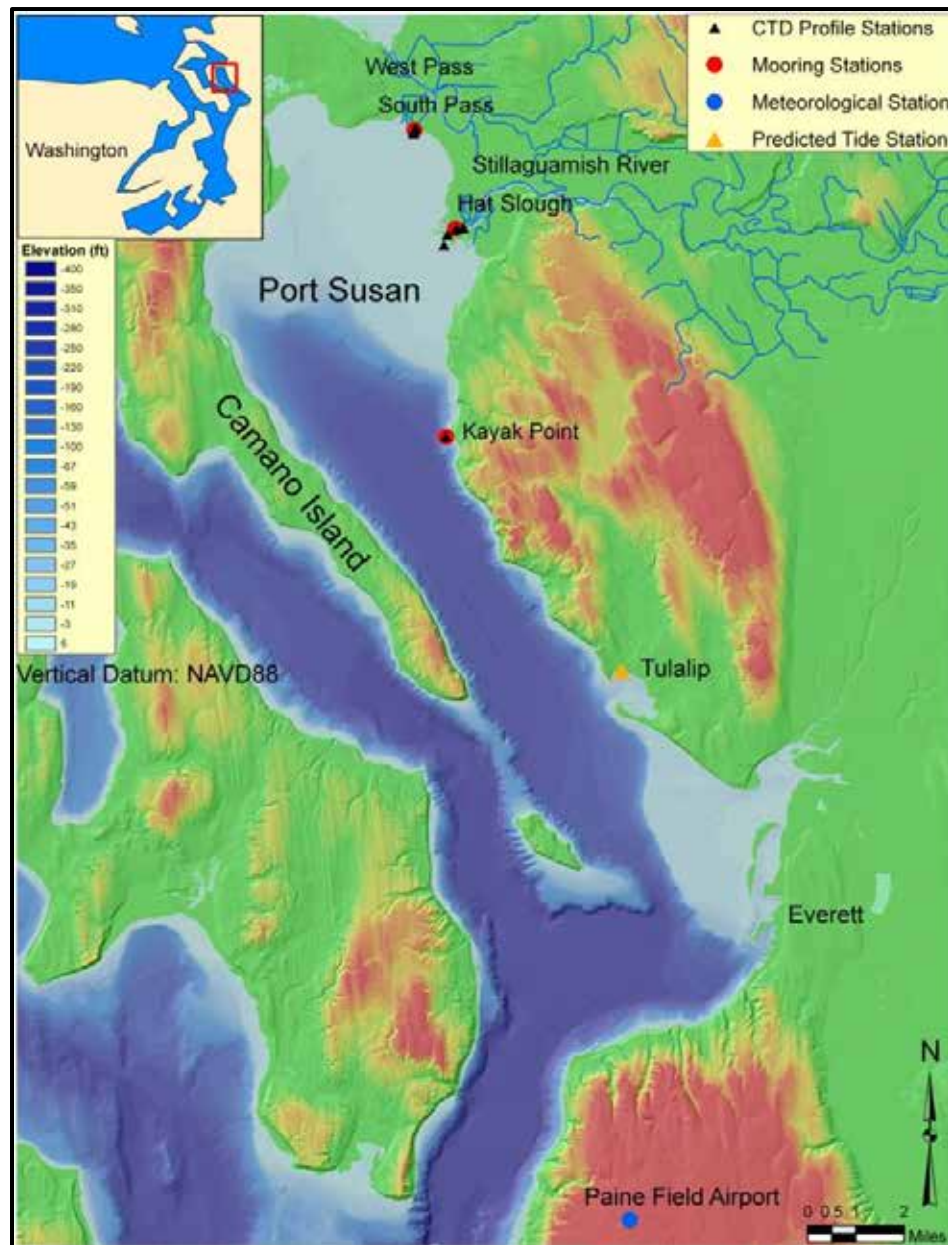 CTD Profile Stations
Mooring Stations
Meteorological Station
Predicted Tide Station
Washington
West Pass
South Pass
Stillaguamish River
Hat Slough
Elevation (ft)
-400
-350
-310
-280
-250
-220
-190
-160
-130
-100
-67
-59
-51
-43
-35
-27
-19
-11
-3
6
Port Susan
Camano Island
Kayak Point
Vertical Datum: NAVD88
Tulalip
Everett
N
Paine Field Airport
0 0.5 1 2
Miles